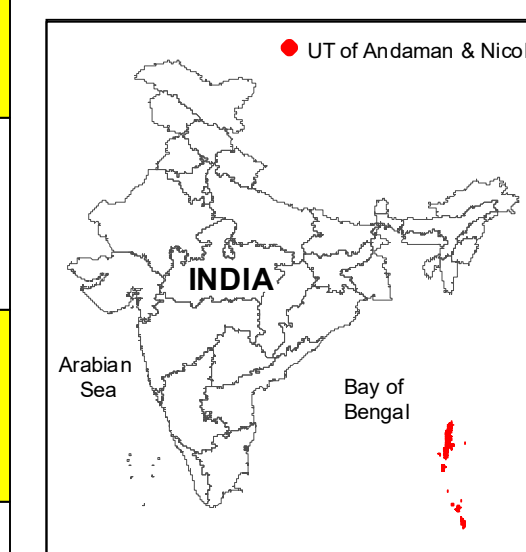 UT of Andaman & Nicol
INDIA
Arabian
Sea
Bay of
Bengal